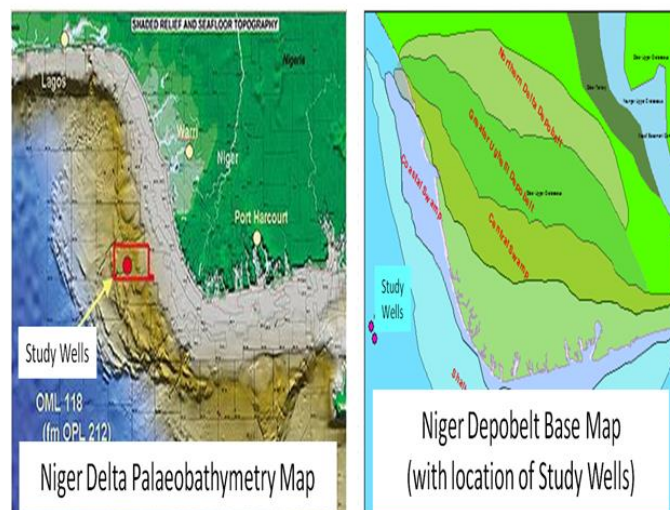 SHADED RELIEF AND SEAFLOOR TOPOGRAPHY
Nigeria
Lagos
Warri
Niger
Port Harcourt
Study Wells
OML 118
(fm OPL 212)
Niger Delta Palaeobathymetry Map
Northern Delta Depobelt
Greater Ughelli Depobelt
Central Swamp
Coastal Swamp
Study
Wells
Niger Depobelt Base Map
(with location of Study Wells)